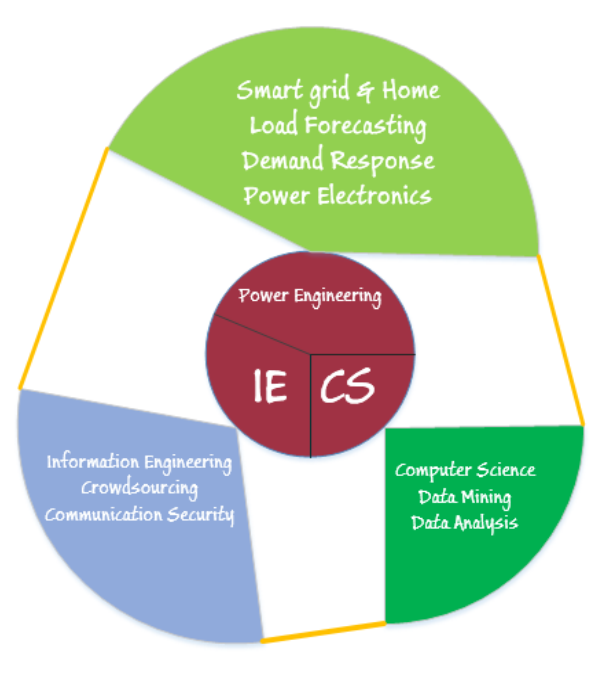 Smart grid & Home
Load Forecasting
Demand Response
Power Electronics
Power Engineering
IE
CS
Information Engineering
Crowdsourcing
Communication Security
Computer Science
Data Mining
Data Analysis